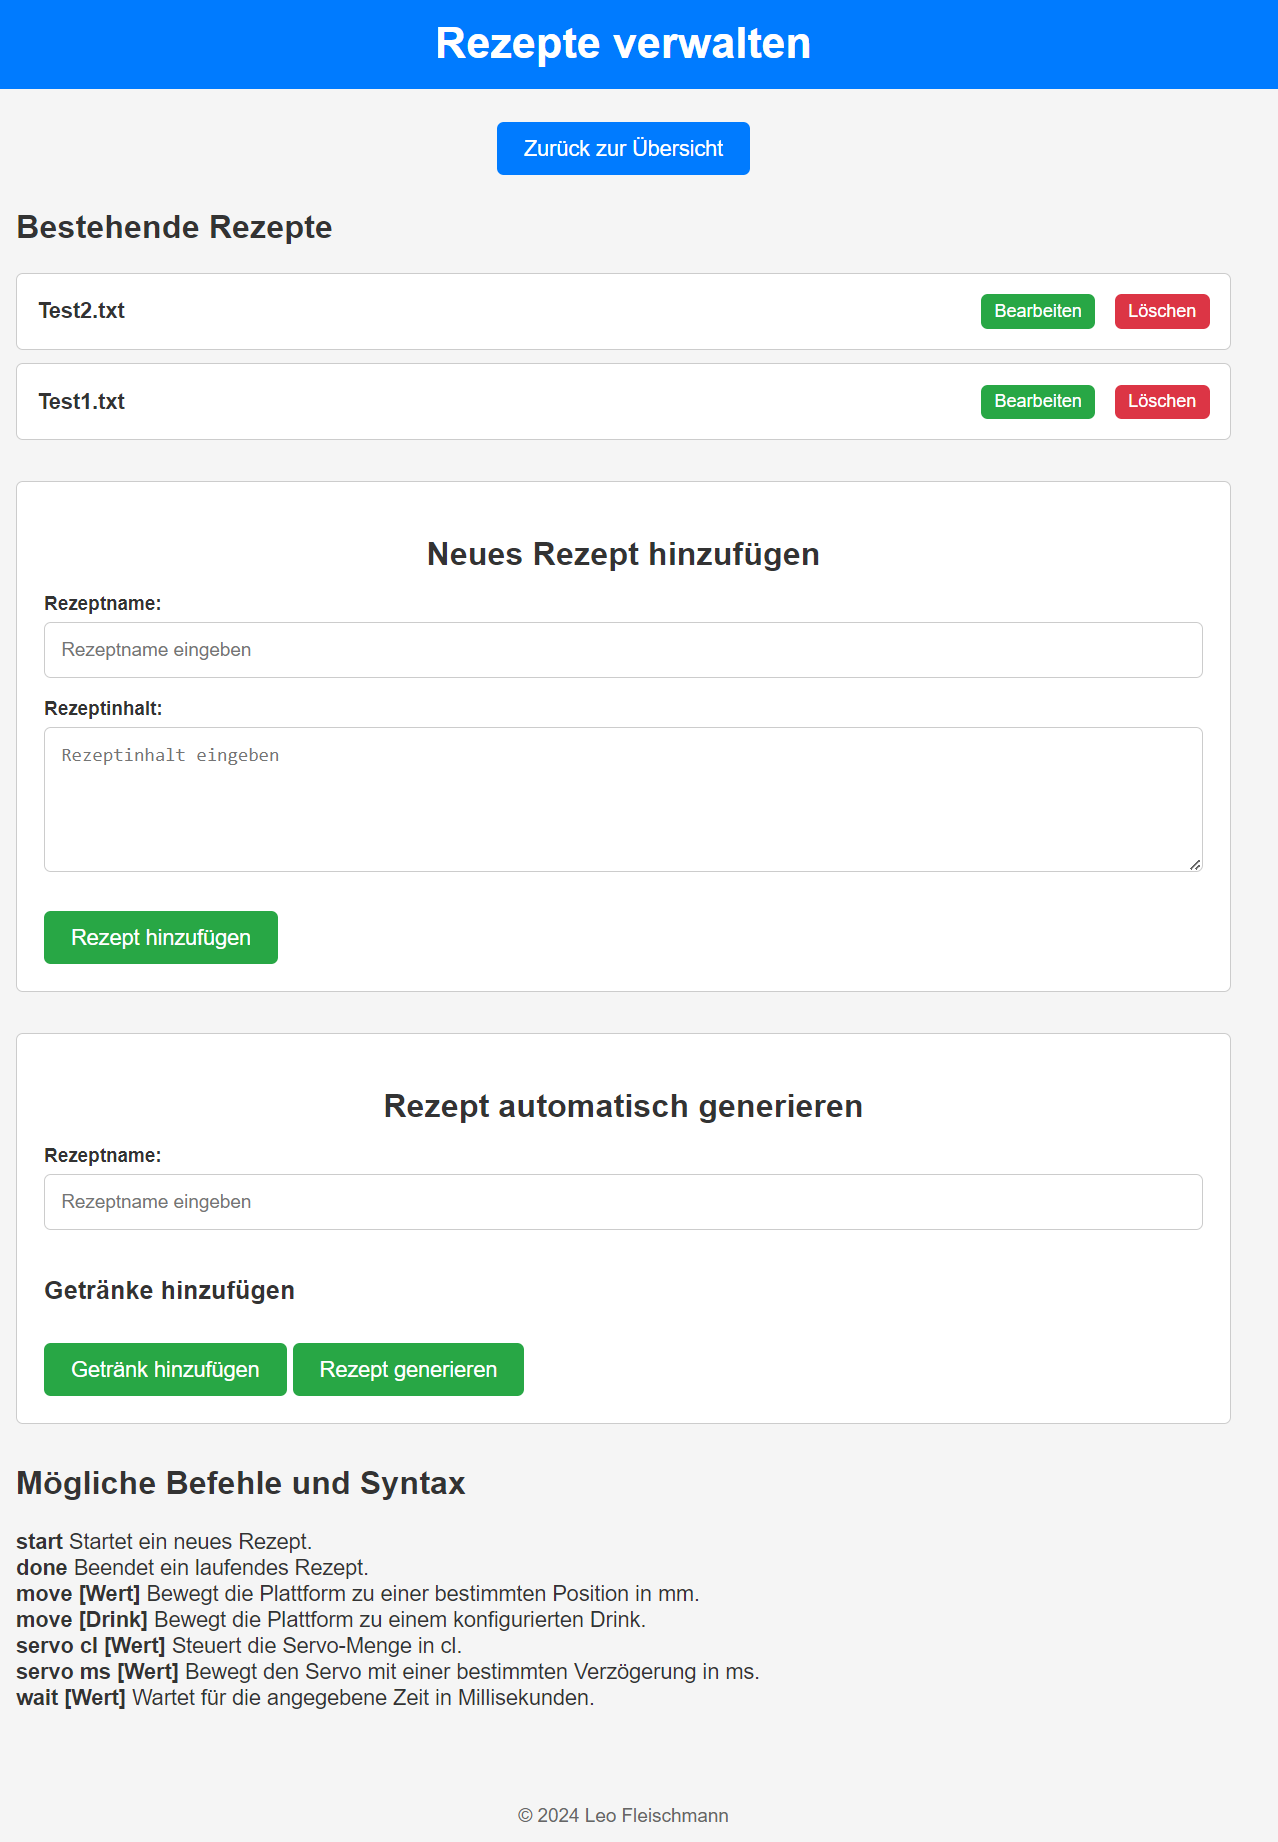 Rezepte verwalten
Zurück zur Übersicht
Bestehende Rezepte
Test2.txt Bearbeiten Löschen
Test1.txt Bearbeiten Löschen
Neues Rezept hinzufügen
Rezeptname:
Rezeptname eingeben
Rezeptinhalt:
Rezeptinhalt eingeben
Rezept hinzufügen
Rezept automatisch generieren
Rezeptname:
Rezeptname eingeben
Getränke hinzufügen
Getränk hinzufügen Rezept generieren
Mögliche Befehle und Syntax
start Startet ein neues Rezept.
done Beendet ein laufendes Rezept.
move [Wert] Bewegt die Plattform zu einer bestimmten Position in mm.
move [Drink] Bewegt die Plattform zu einem konfigurierten Drink.
servo cl [Wert] Steuert die Servo-Menge in cl.
servo ms [Wert] Bewegt den Servo mit einer bestimmten Verzögerung in ms.
wait [Wert] Wartet für die angegebene Zeit in Millisekunden.
© 2024 Leo Fleischmann